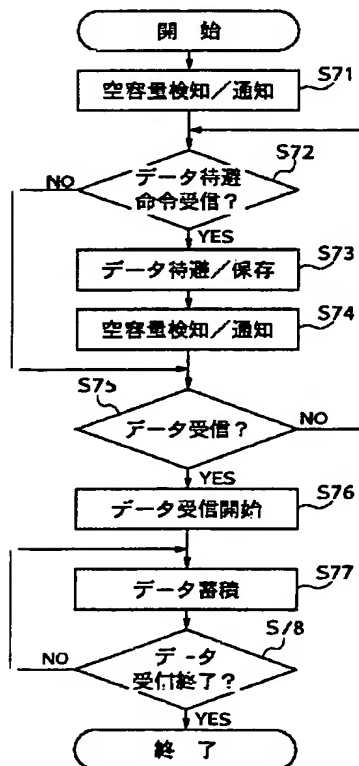 開 始
S71
空容量検知／通知
S72
NO
データ待避
命令受信？
YES
S73
データ待避／保存
S74
空容量検知／通知
S75
データ受信？
NO
YES
S76
データ受信開始
S77
データ蓄積
S78
NO
データ
受付終了？
YES
終 了